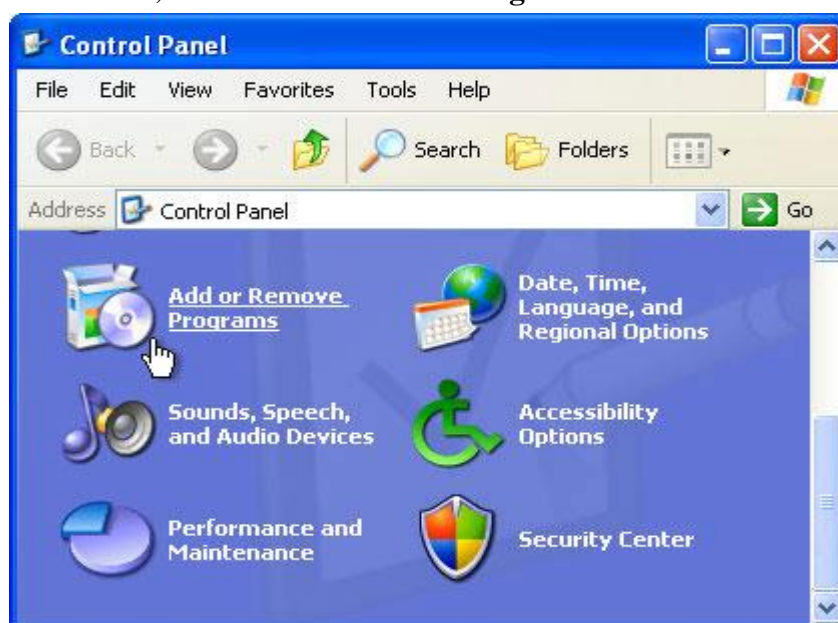 Control Panel
File Edit View Favorites Tools Help
Back Search Folders
Address Control Panel Go
Add or Remove
Programs
Date, Time,
Language, and
Regional Options
Sounds, Speech,
and Audio Devices
Accessibility
Options
Performance and
Maintenance
Security Center